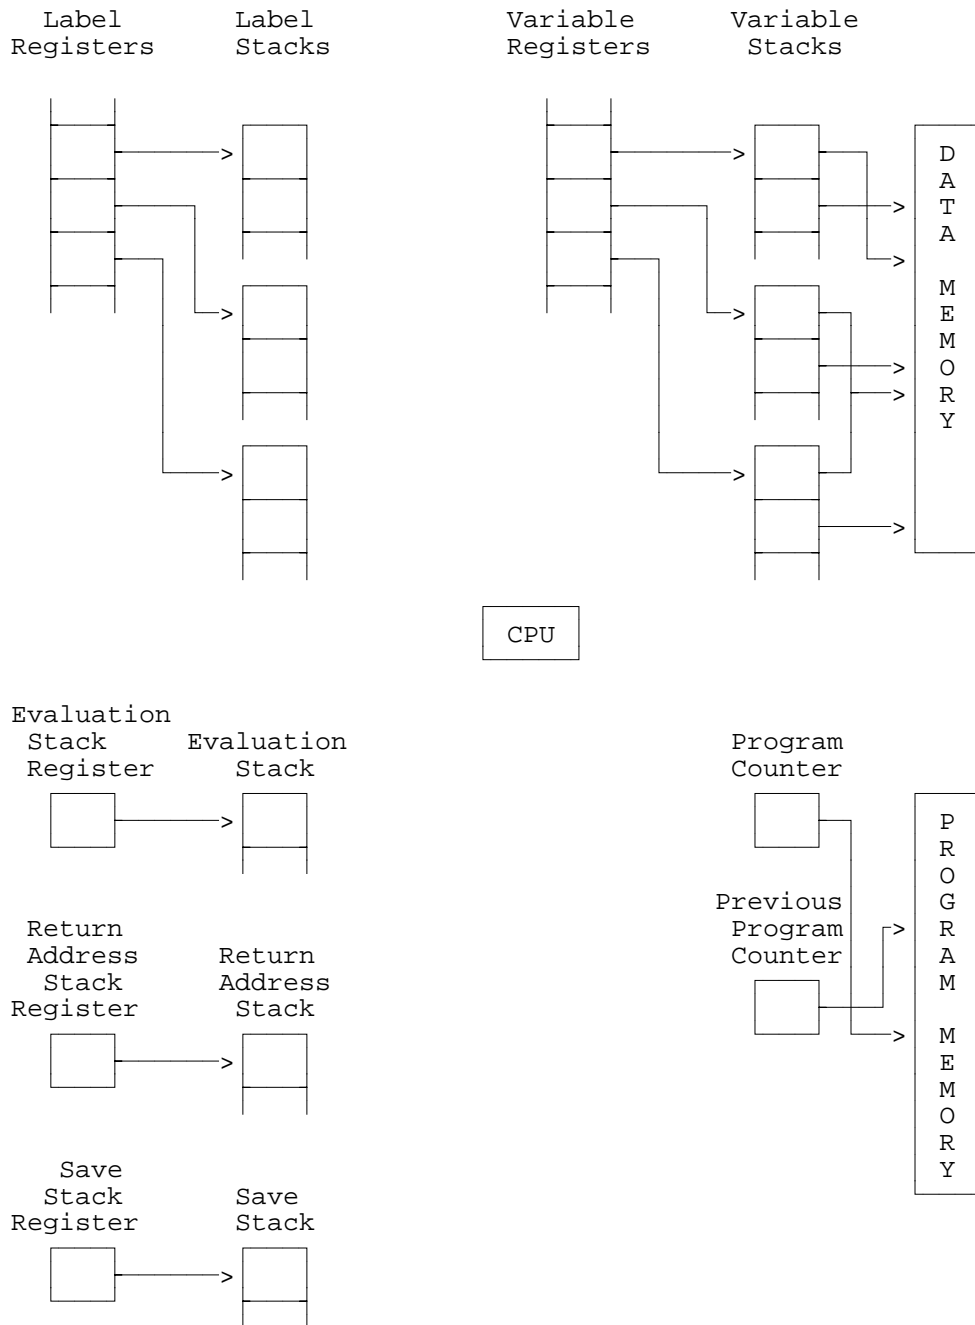 Label Registers
Label Stacks
Variable Registers
Variable Stacks
D
A
T
A
M
E
M
O
R
Y
CPU
Evaluation
Stack
Register
Evaluation
Stack
Program
Counter
P
R
O
G
R
A
M
M
E
M
O
R
Y
Previous
Program
Counter
Return
Address
Stack
Register
Return
Address
Stack
Save
Stack
Register
Save
Stack